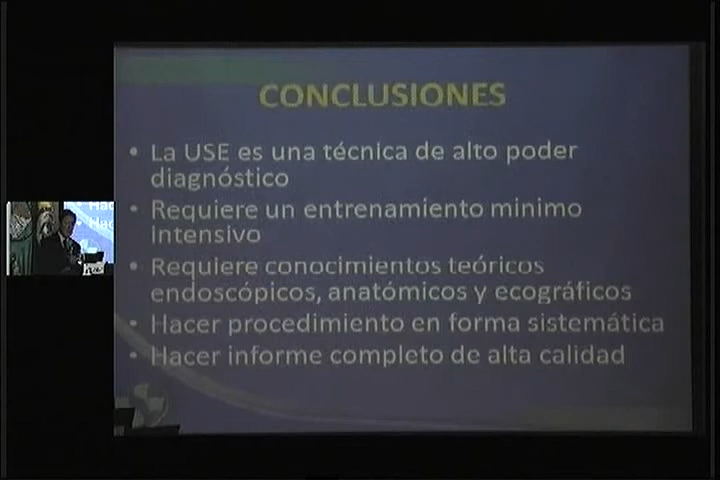 CONCLUSIONES
• La USE es una técnica de alto poder
diagnóstico
• Requiere un entrenamiento minimo
intensivo
• Requiere conocimientos teóricos
endoscópicos, anatómicos y ecográficos
• Hacer procedimiento en forma sistemática
• Hacer informe completo de alta calidad